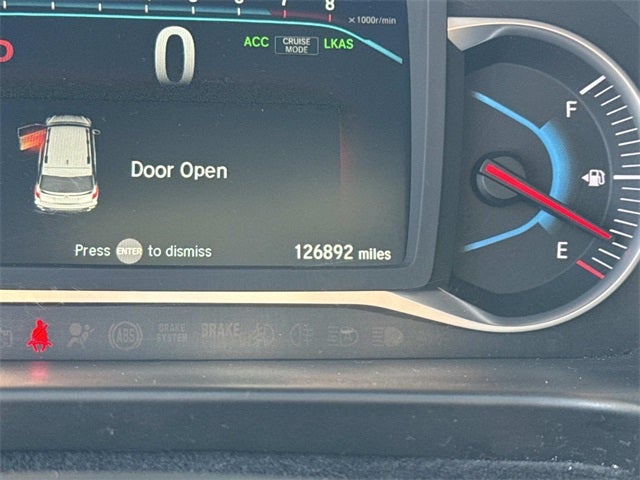 7 8
x1000r/min
0
ACC CRUISE MODE LKAS
F
Door Open
E
Press ENTER to dismiss
126892 miles
ABS
BRAKE SYSTEM
BRAKE